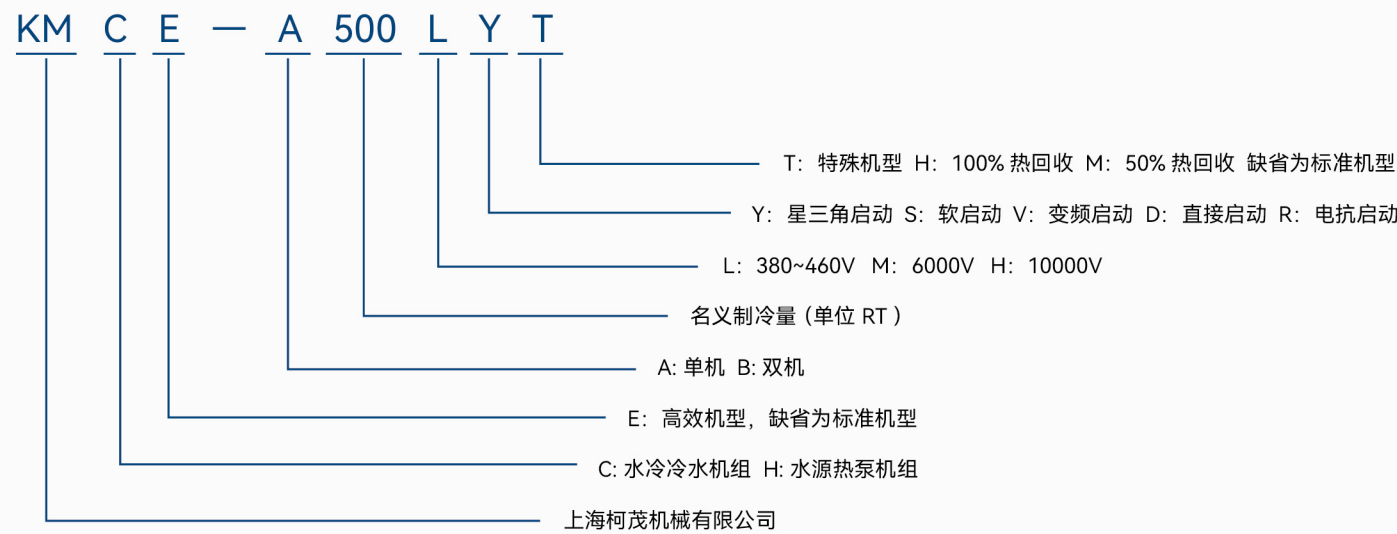 KM C E — A 500 L Y T
T：特殊机型 H：100% 热回收 M：50% 热回收 缺省为标准机型
Y：星三角启动 S：软启动 V：变频启动 D：直接启动 R：电抗启动
L：380~460V M：6000V H：10000V
名义制冷量（单位 RT ）
A: 单机 B: 双机
E：高效机型，缺省为标准机型
C: 水冷冷水机组 H: 水源热泵机组
上海柯茂机械有限公司